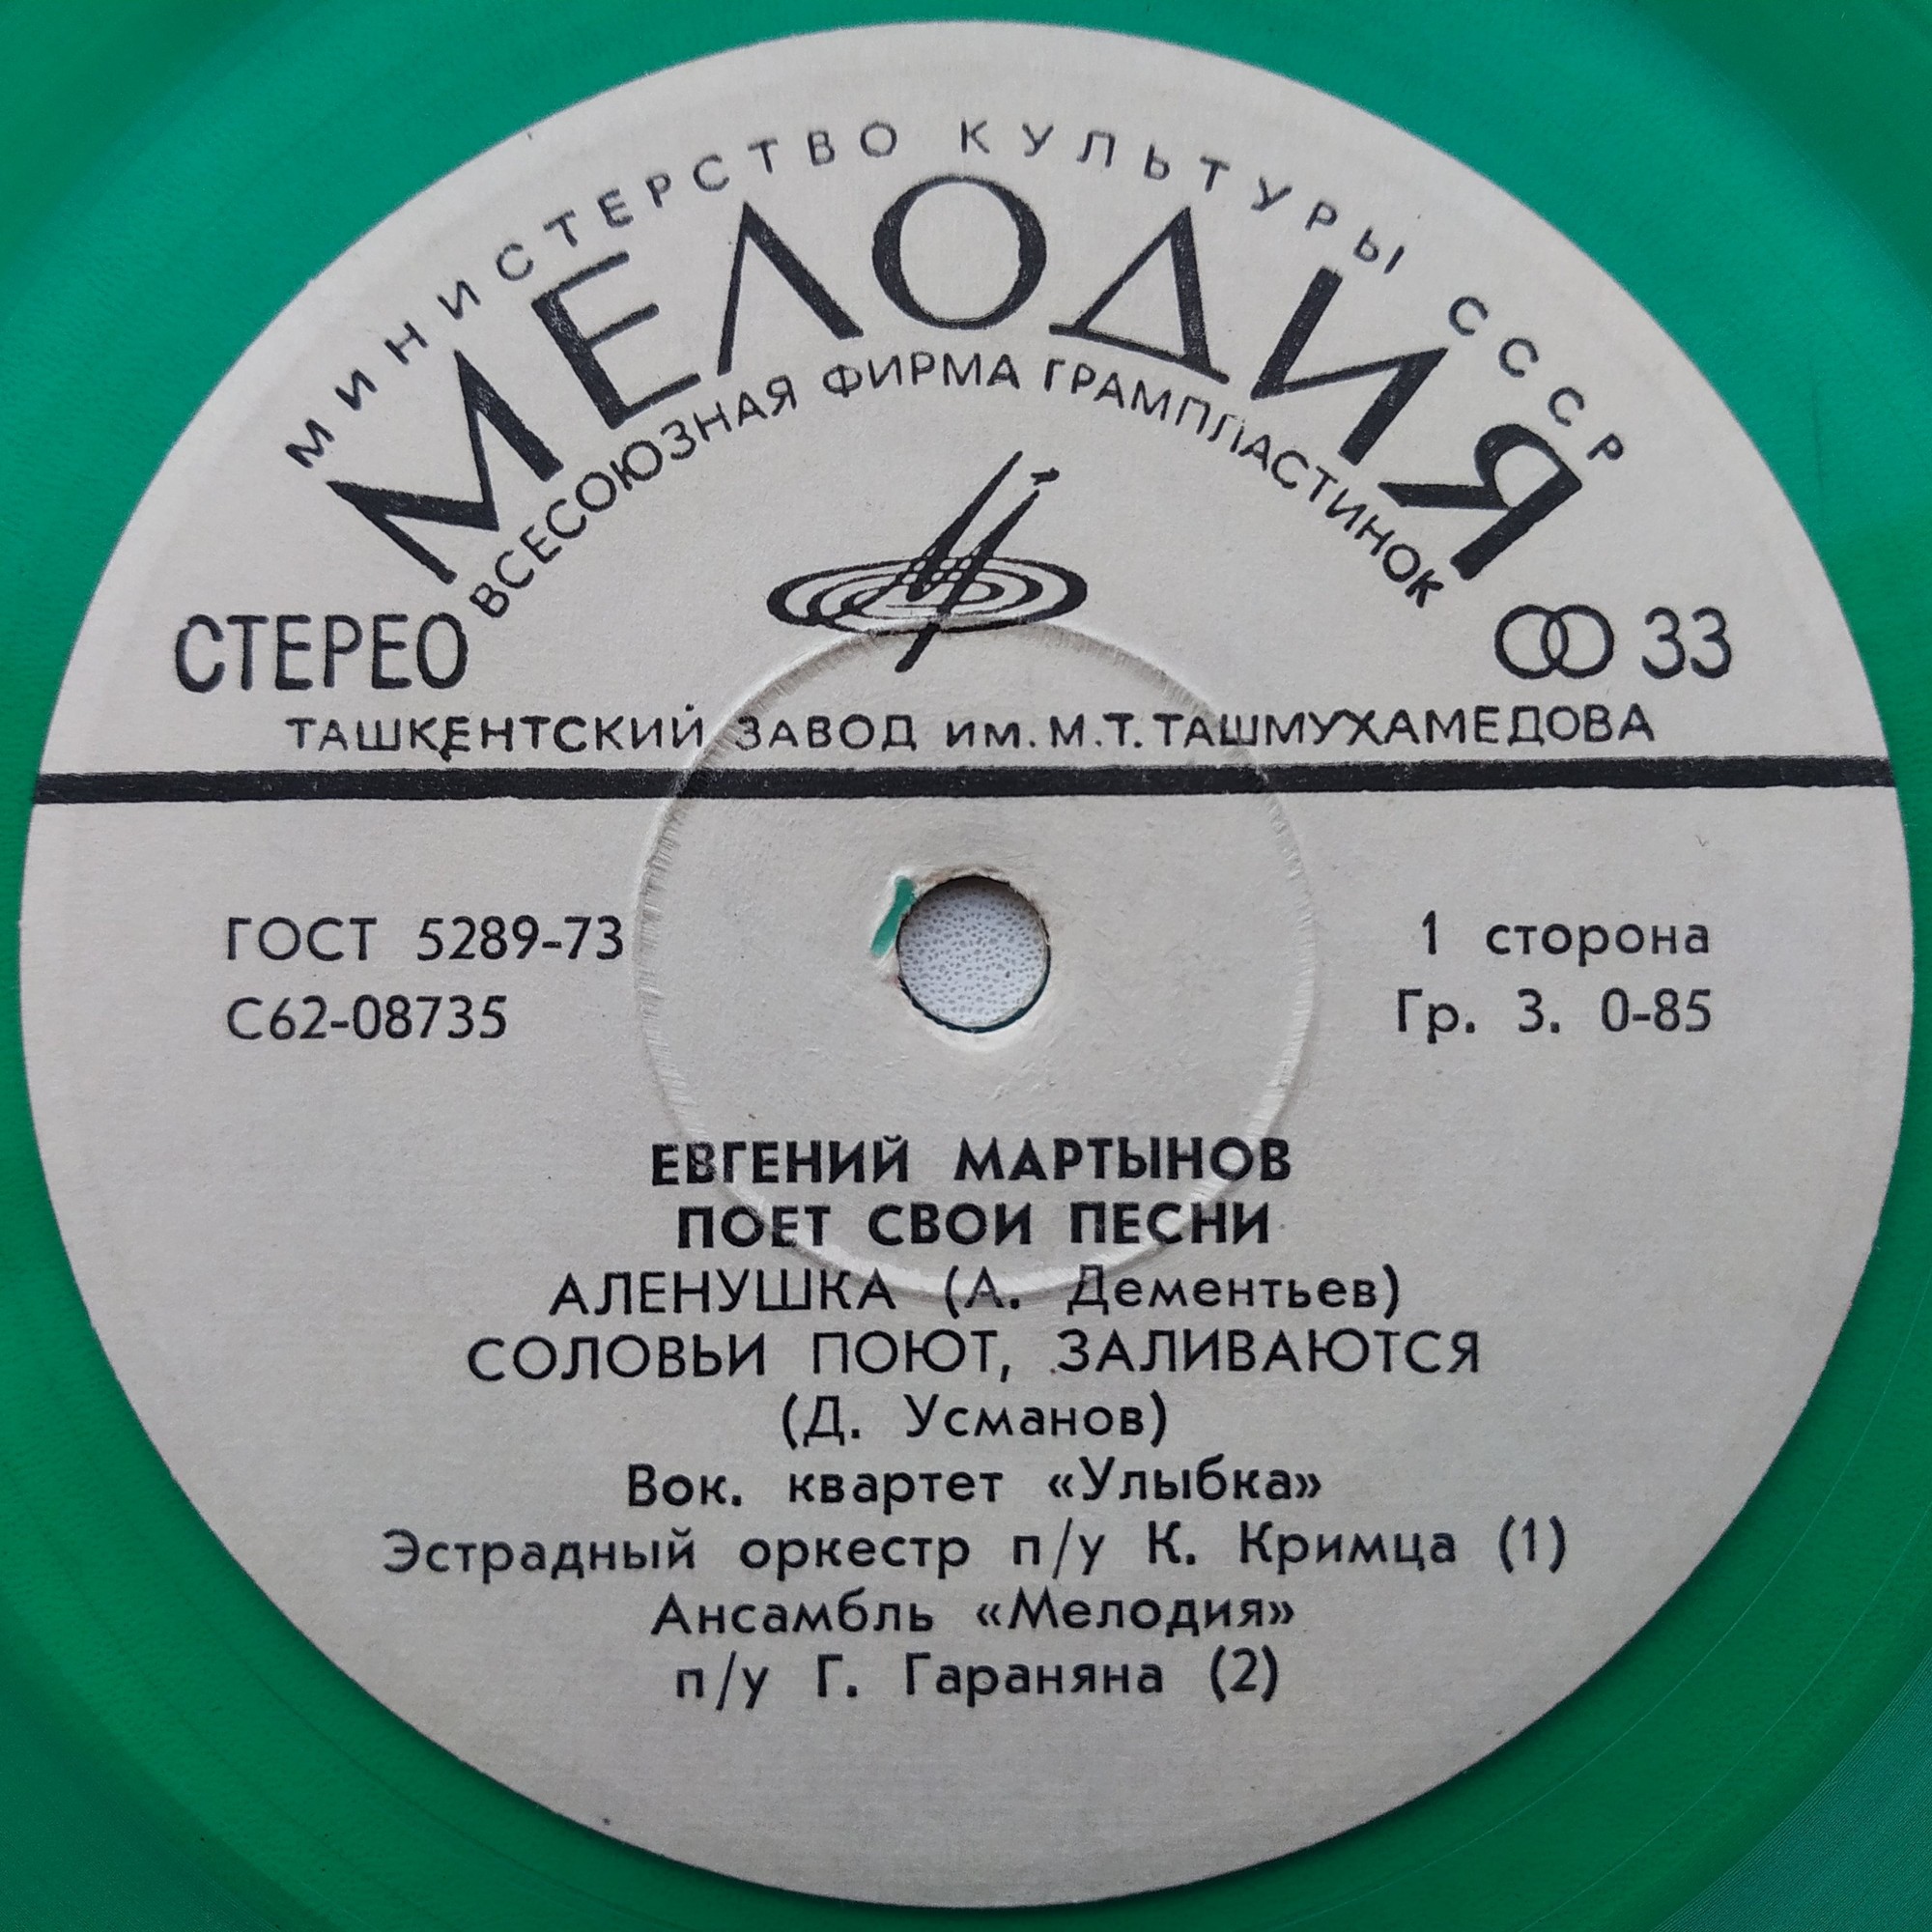 МИНИСТЕРСТВО КУЛЬТУРЫ СССР
МЕЛОДИЯ
ВСЕСОЮЗНАЯ ФИРМА ГРАМПЛАСТИНОК
СТЕРЕО 33
ТАШКЕНТСКИЙ ЗАВОД им. М.Т. ТАШМУХАМЕДОВА
ГОСТ 5289-73
С62-08735
1 сторона
Гр. 3. 0-85
ЕВГЕНИЙ МАРТЫНОВ
ПОЕТ СВОИ ПЕСНИ
АЛЕНУШКА (А. Дементьев)
СОЛОВЬИ ПОЮТ, ЗАЛИВАЮТСЯ
(Д. Усманов)
Вок. квартет «Улыбка»
Эстрадный оркестр п/у К. Кримца (1)
Ансамбль «Мелодия»
п/у Г. Гараняна (2)